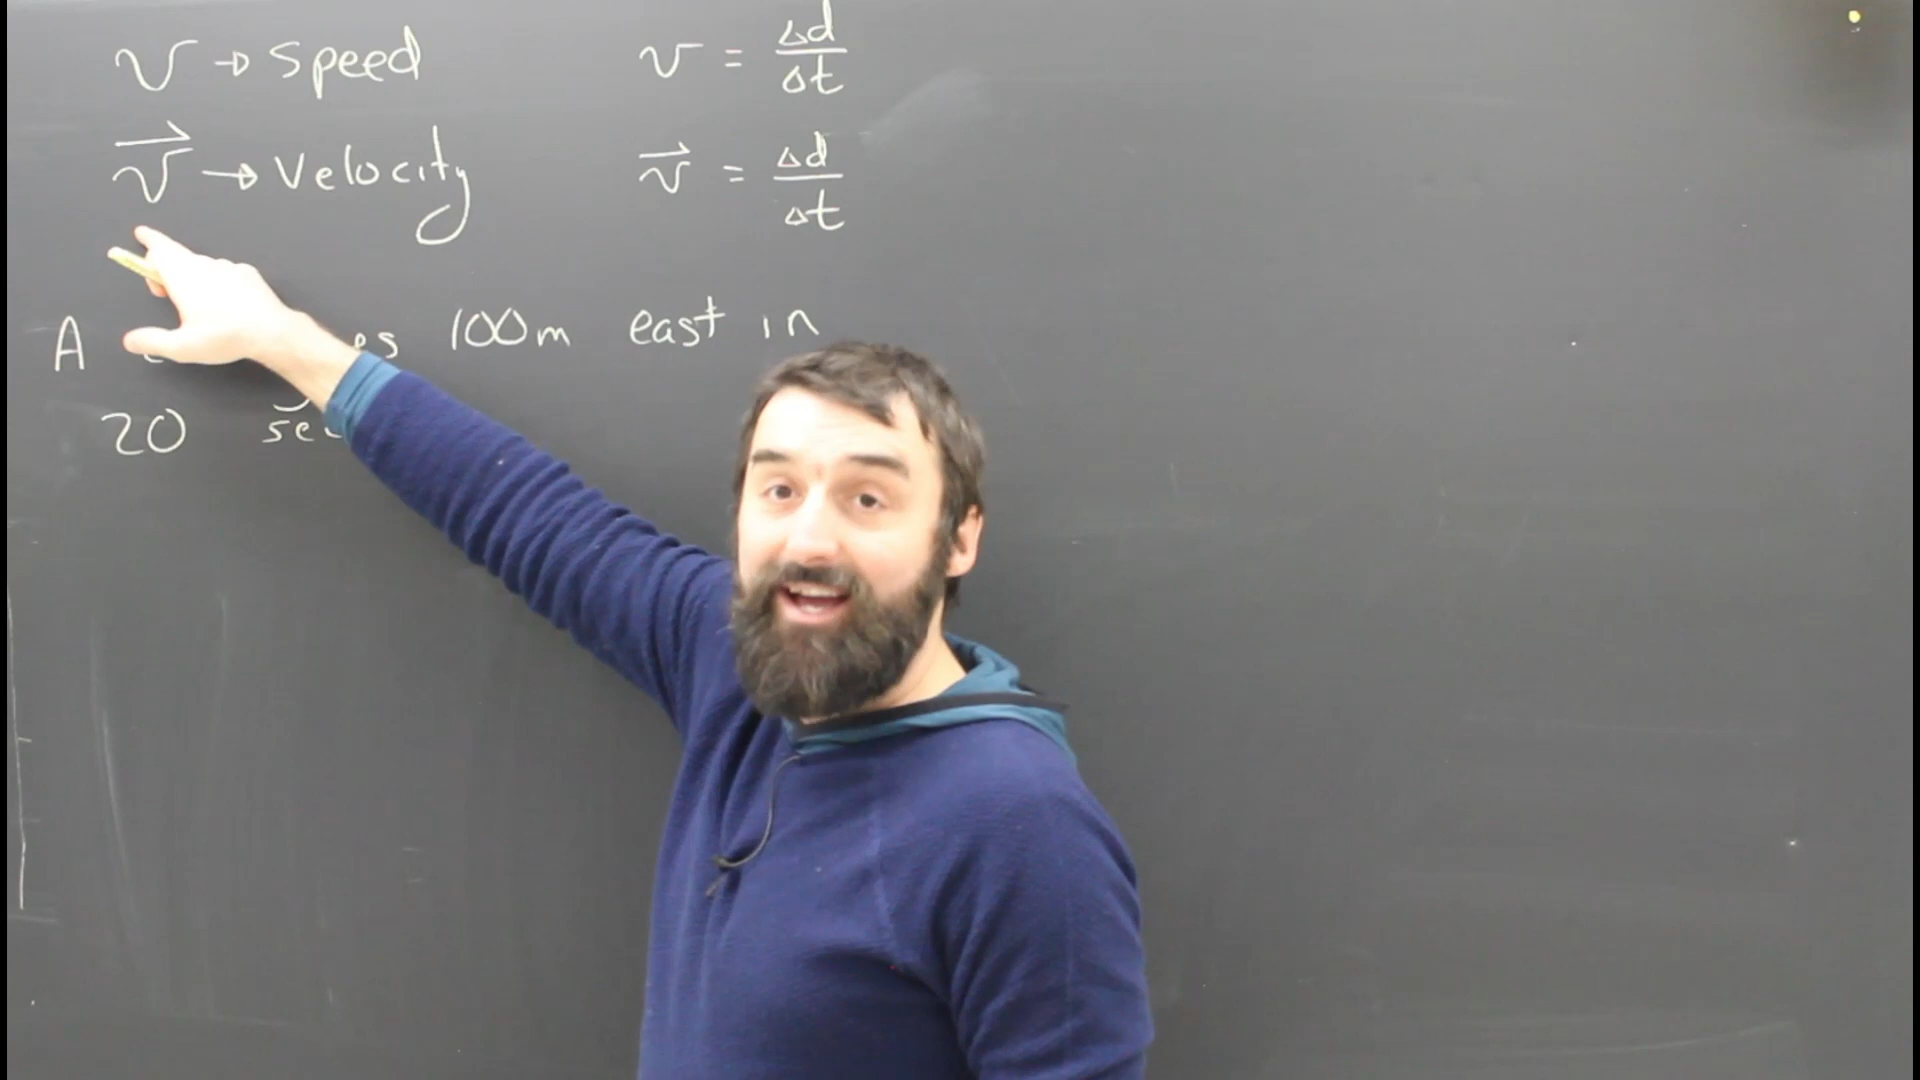 v → speed v = Δd/Δt
v⃗ → Velocity v⃗ = Δd/Δt
A 100m east in
20